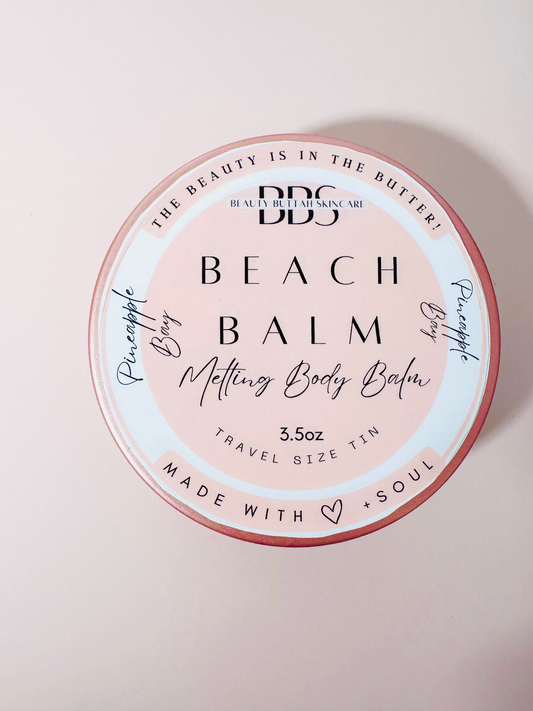 THE BEAUTY IS IN THE BUTTER!
BBS
BEAUTY BUTTAH SKINCARE
BEACH
BALM
Melting Body Balm
3.5oz
TRAVEL SIZE TIN
MADE WITH ♡ +SOUL
Pineapple
Bay
Pineapple
Bay